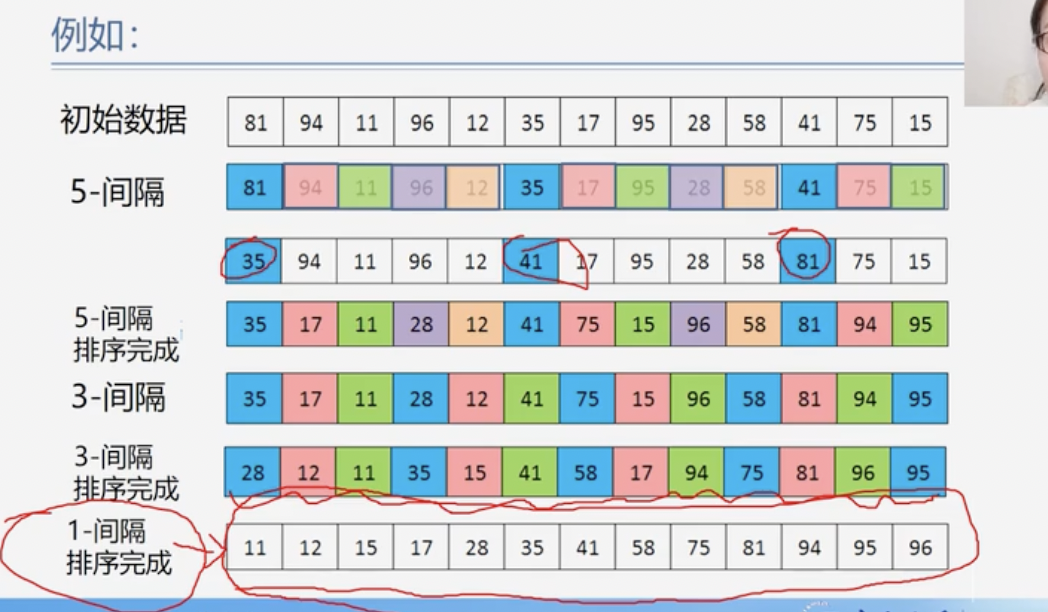 例如：
初始数据 81 94 11 96 12 35 17 95 28 58 41 75 15
5-间隔 81 94 11 96 12 35 17 95 28 58 41 75 15
35 94 11 96 12 41 17 95 28 58 81 75 15
5-间隔
排序完成 35 17 11 28 12 41 75 15 96 58 81 94 95
3-间隔 35 17 11 28 12 41 75 15 96 58 81 94 95
3-间隔
排序完成 28 12 11 35 15 41 58 17 94 75 81 96 95
1-间隔
排序完成 11 12 15 17 28 35 41 58 75 81 94 95 96